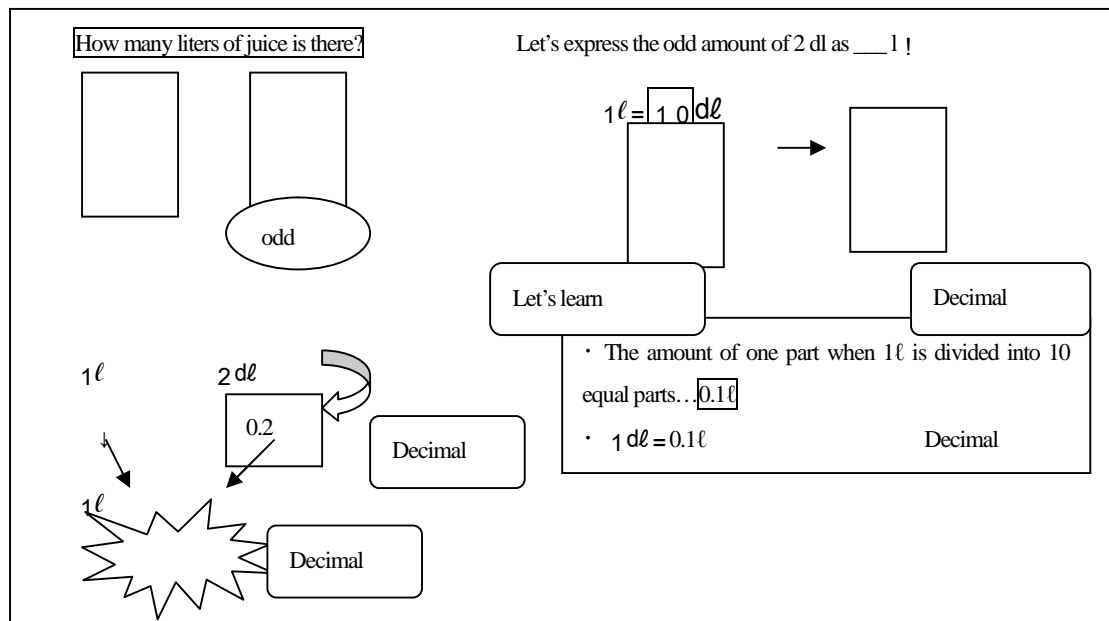 How many liters of juice is there?
odd
1ℓ
2 dℓ
0.2
Decimal
1ℓ
Decimal
Let's express the odd amount of 2 dl as ___ l !
1ℓ = 1 0 dℓ
Let's learn
Decimal
・ The amount of one part when 1ℓ is divided into 10
equal parts…0.1ℓ
・ 1 dℓ = 0.1ℓ Decimal